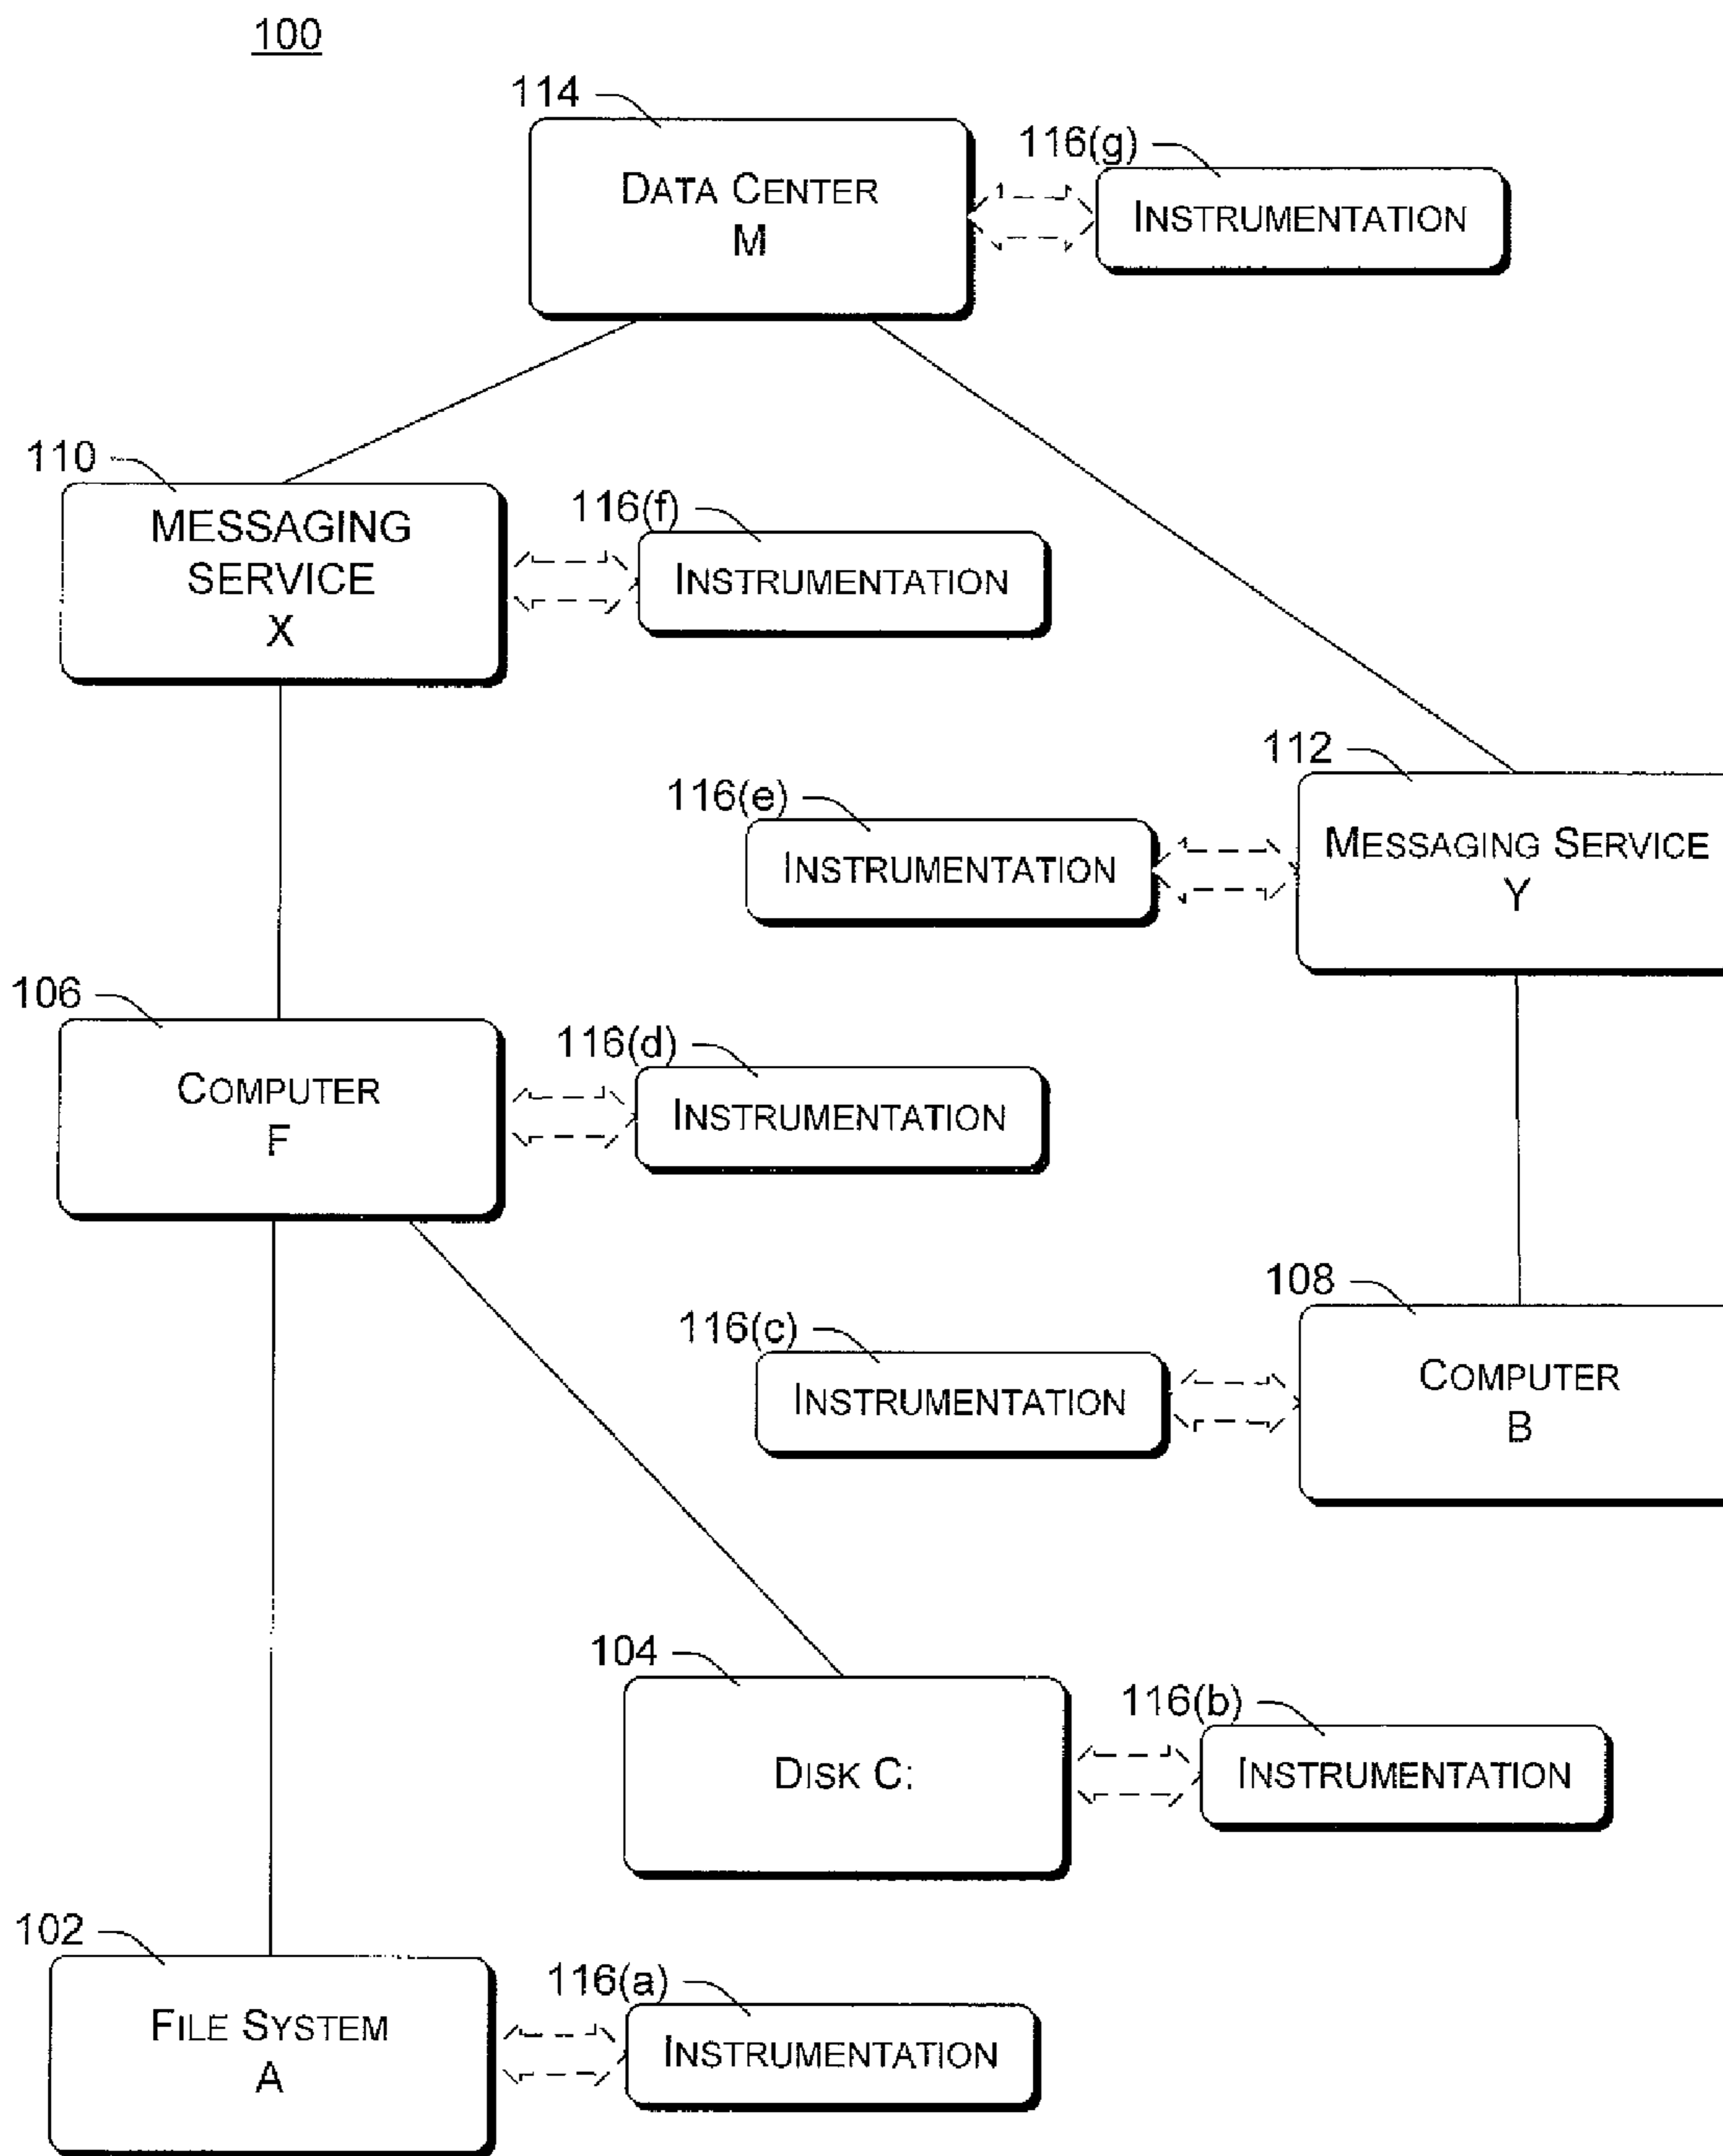 100
114
DATA CENTER
M
116(g)
INSTRUMENTATION
110
MESSAGING
SERVICE
X
116(f)
INSTRUMENTATION
112
MESSAGING SERVICE
Y
116(e)
INSTRUMENTATION
106
COMPUTER
F
116(d)
INSTRUMENTATION
108
COMPUTER
B
116(c)
INSTRUMENTATION
104
DISK C:
116(b)
INSTRUMENTATION
102
FILE SYSTEM
A
116(a)
INSTRUMENTATION